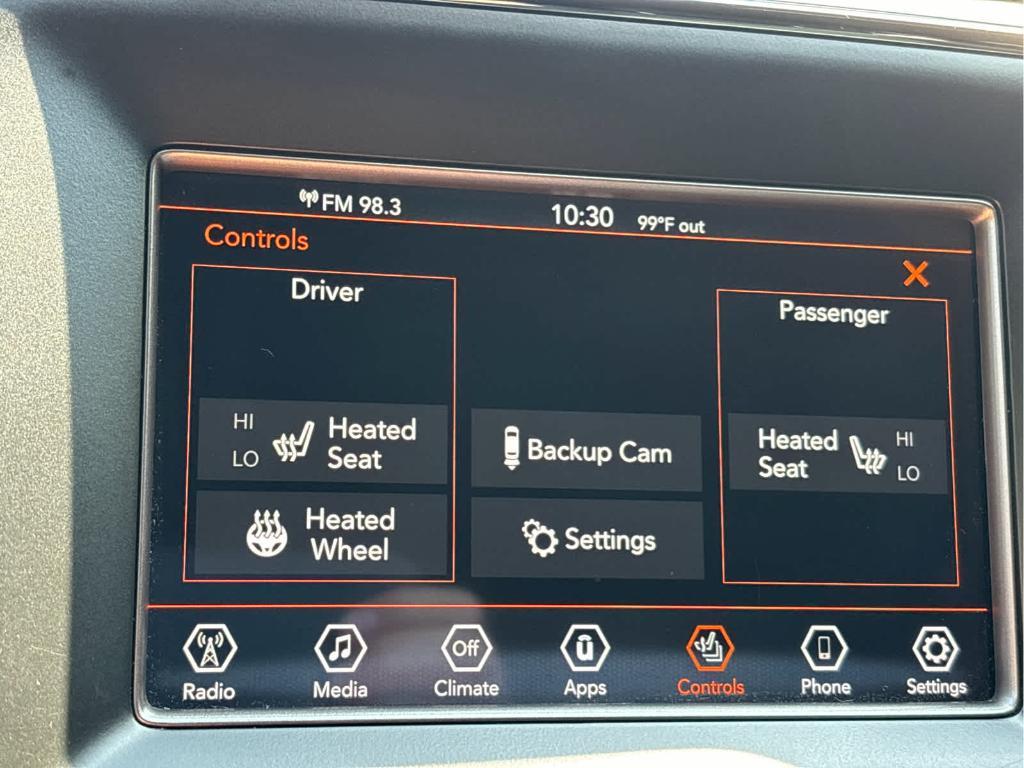 FM 98.3
10:30
99°F out
Controls
Driver
HI
LO
Heated
Seat
Heated
Wheel
Backup Cam
Settings
Passenger
Heated
Seat
HI
LO
Radio
Media
Off
Climate
Apps
Controls
Phone
Settings